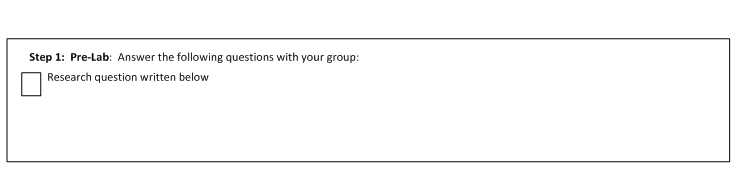 Step 1:  Pre-Lab:  Answer the following questions with your group:
Research question written below